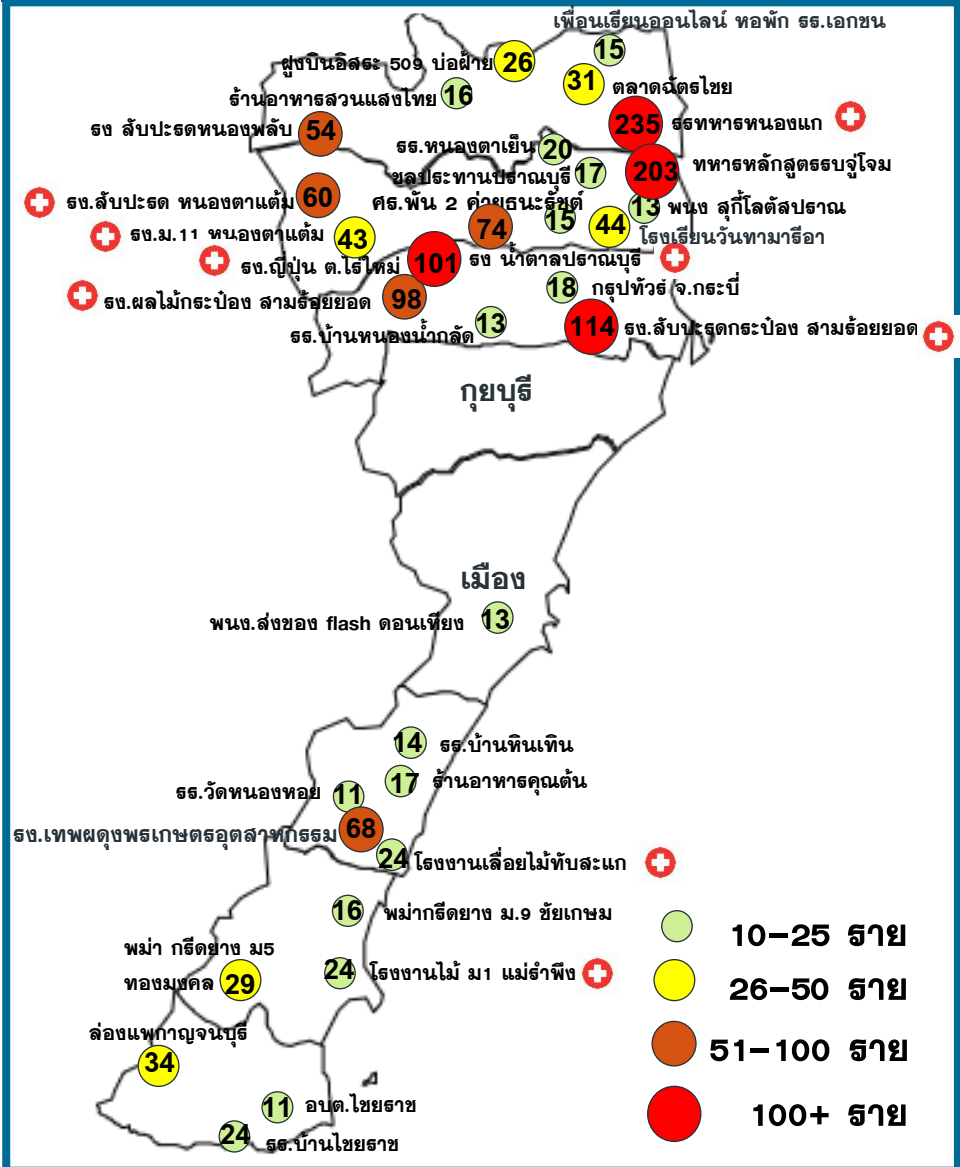 เพื่อนเรียนออนไลน์ หอพัก รร.เอกชน
15
ฝูงบินอิสระ 509 บ่อฝ้าย 26
31 ตลาดฉัตรไชย
ร้านอาหารสวนแสงไทย 16
รง สับปะรดหนองพลับ 54
235 รรทหารหนองแก
รร.หนองตาเย็น 20
203 ทหารหลักสูตรรบจู่โจม
ชลประทานปราณบุรี 17
รง.สับปะรด หนองตาแต้ม 60
ศร.พัน 2 ค่ายธนะรัชต์ 15
13 พนง สุกี้โลตัสปราณ
รง.ม.11 หนองตาแต้ม 43
74
44
โรงเรียนวันทามารีอา
รง.ญี่ปุ่น ต.ไร่ใหม่ 101 รง น้ำตาลปราณบุรี
18 กรุปทัวร์ จ.กระบี่
รง.ผลไม้กระป๋อง สามร้อยยอด 98
รร.บ้านหนองน้ำกลัด 13
114 รง.สับปะรดกระป๋อง สามร้อยยอด
กุยบุรี
เมือง
พนง.ส่งของ flash ดอนเทียง 13
14 รร.บ้านหินเทิน
17 ร้านอาหารคุณต้น
รร.วัดหนองหอย 11
รง.เทพผดุงพรเกษตรอุตสาหกรรม 68
24 โรงงานเลื่อยไม้ทับสะแก
16 พม่ากรีดยาง ม.9 ชัยเกษม
พม่า กรีดยาง ม5
ทองมงคล 29
24 โรงงานไม้ ม1 แม่รำพึง
ล่องแพกาญจนบุรี
34
11 อบต.ไชยราช
24 รร.บ้านไชยราช
10-25 ราย
26-50 ราย
51-100 ราย
100+ ราย